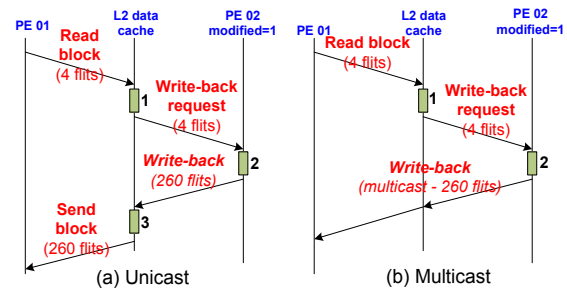 PE 01
L2 data
cache
PE 02
modified=1
Read
block
(4 flits)
1
Write-back
request
(4 flits)
2
Write-back
(260 flits)
3
Send
block
(260 flits)
(a) Unicast
PE 01
L2 data
cache
PE 02
modified=1
Read block
(4 flits)
1
Write-back
request
(4 flits)
2
Write-back
(multicast - 260 flits)
(b) Multicast